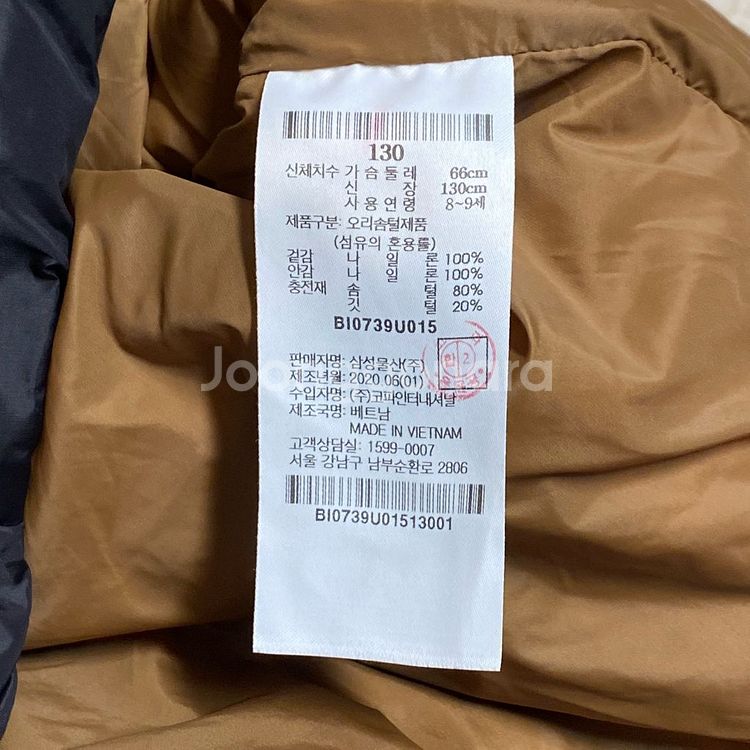 130
신체치수 가 슴 둘 레 66cm
신 장 130cm
사 용 연 령 8~9세
제품구분: 오리솜털제품
(섬유의 혼용률)
겉감 나 일 론 100%
안감 나 일 론 100%
충전재 솜 털 80%
깃 털 20%
BI0739U015
판매자명: 삼성물산(주)
제조년월: 2020.06(01)
수입자명: (주)코파인터내셔날
제조국명: 베트남
MADE IN VIETNAM
고객상담실: 1599-0007
서울 강남구 남부순환로 2806
BI0739U01513001